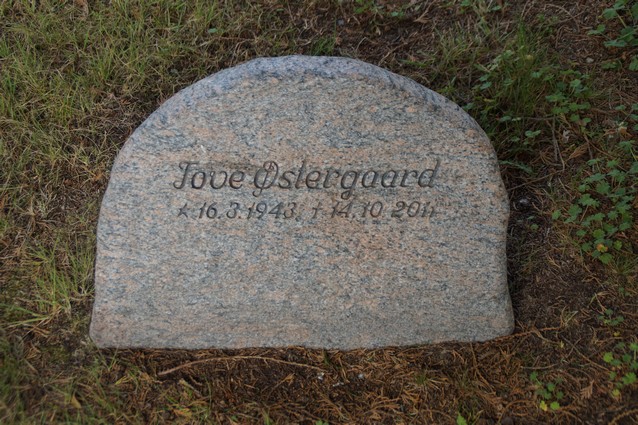 Tove Østergaard
★ 16.3.1943. † 14.10 2011